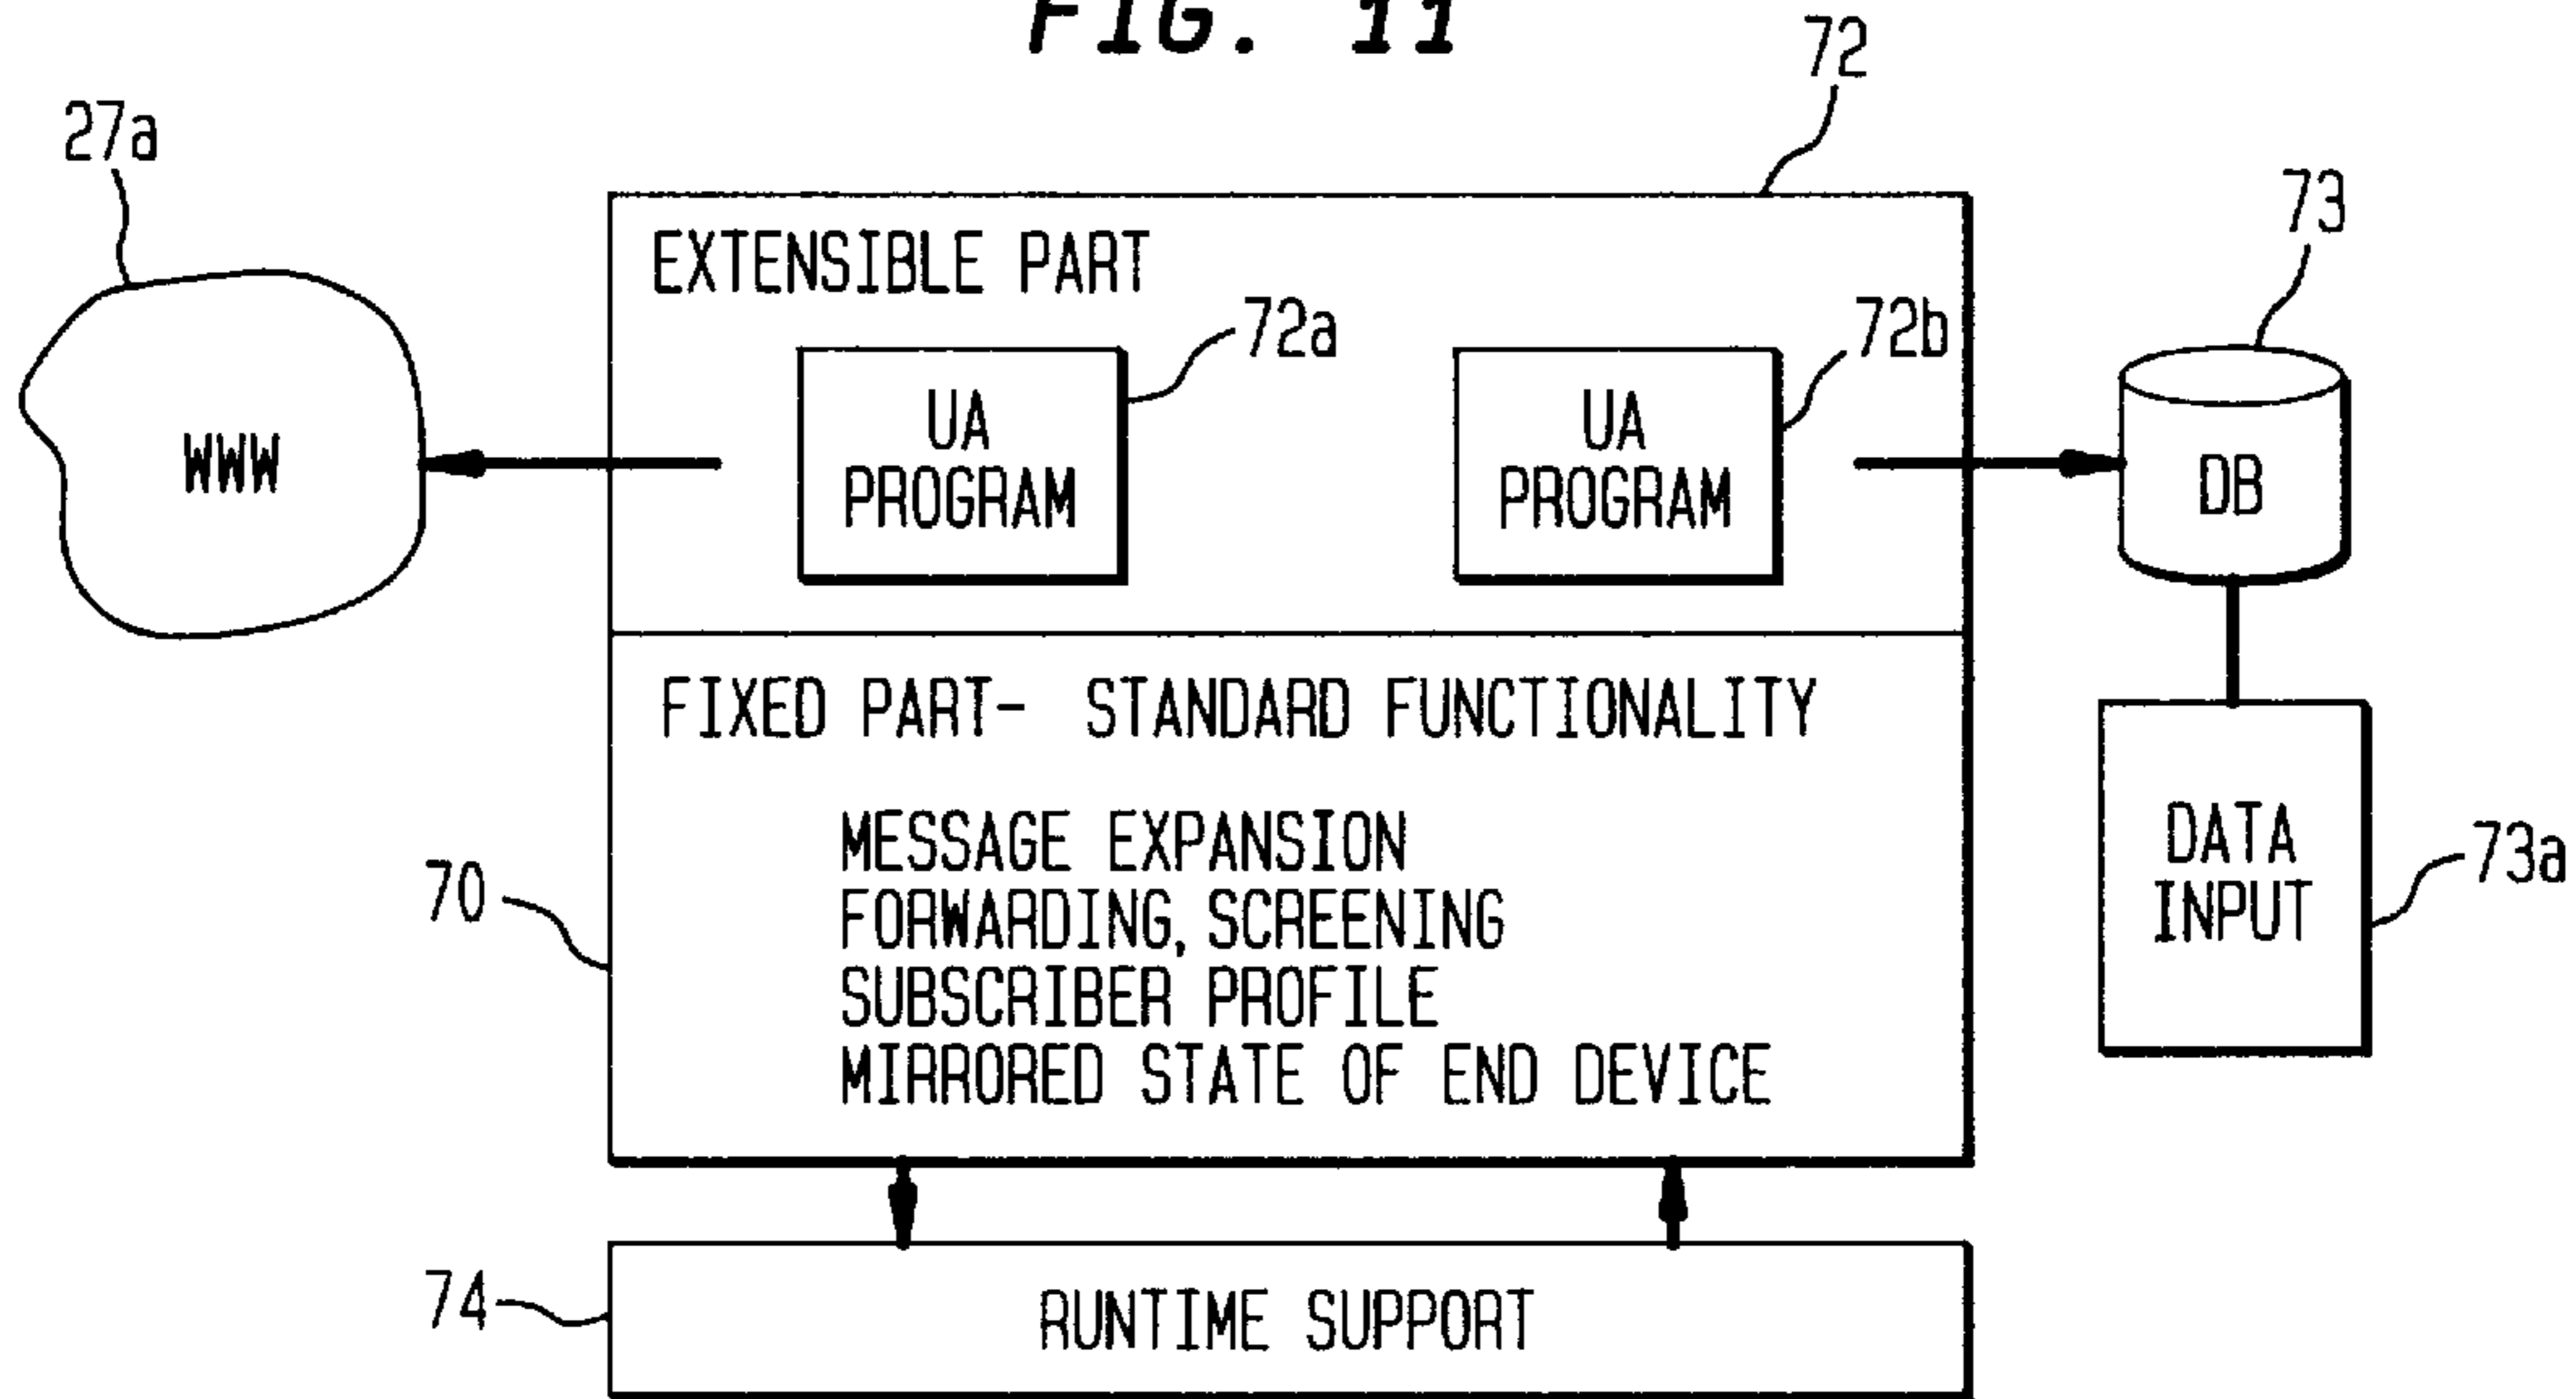 FIG. 11
72
27a
73
EXTENSIBLE PART
72a
72b
UA
PROGRAM
UA
PROGRAM
WWW
DB
FIXED PART- STANDARD FUNCTIONALITY
MESSAGE EXPANSION
FORWARDING, SCREENING
SUBSCRIBER PROFILE
MIRRORED STATE OF END DEVICE
70
DATA
INPUT
73a
74
RUNTIME SUPPORT